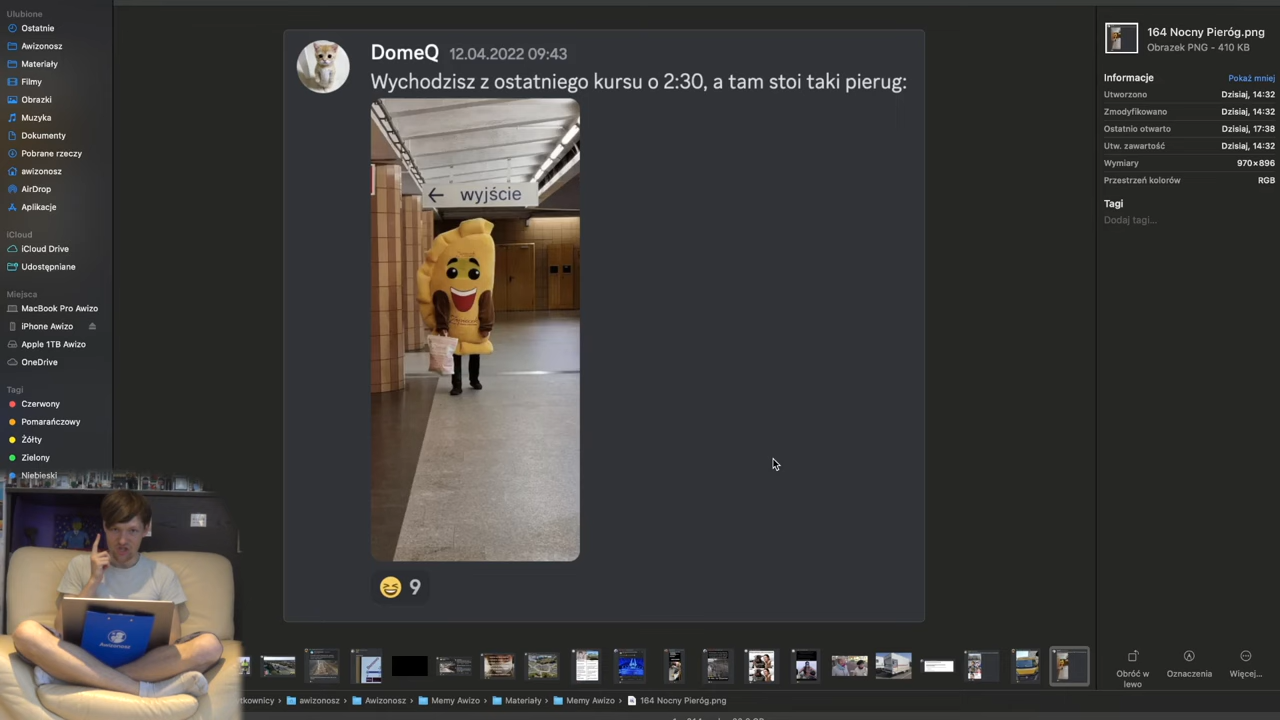 Ulubione
Ostatnie
Awizonosz
Materiały
Filmy
Obrazki
Muzyka
Dokumenty
Pobrane rzeczy
awizonosz
AirDrop
Aplikacje
iCloud
iCloud Drive
Udostępniane
Miejsca
MacBook Pro Awizo
iPhone Awizo
Apple 1TB Awizo
OneDrive
Tagi
Czerwony
Pomarańczowy
Żółty
Zielony
Niebieski
DomeQ 12.04.2022 09:43
Wychodzisz z ostatniego kursu o 2:30, a tam stoi taki pierug:
← wyjście
9
164 Nocny Pieróg.png
Obrazek PNG - 410 KB
Informacje Pokaż mniej
Utworzono Dzisiaj, 14:32
Zmodyfikowano Dzisiaj, 14:32
Ostatnio otwarto Dzisiaj, 17:38
Utw. zawartość Dzisiaj, 14:32
Wymiary 970×896
Przestrzeń kolorów RGB
Tagi
Dodaj tagi...
Obróć w lewo
Oznaczenia
Więcej...
awizonosz > Awizonosz > Memy Awizo > Materiały > Memy Awizo > 164 Nocny Pieróg.png